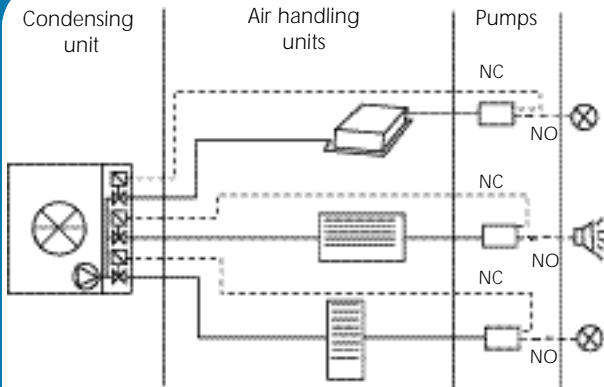 Condensing
unit
Air handling
units
Pumps
NC
NO
NC
NO
NC
NO